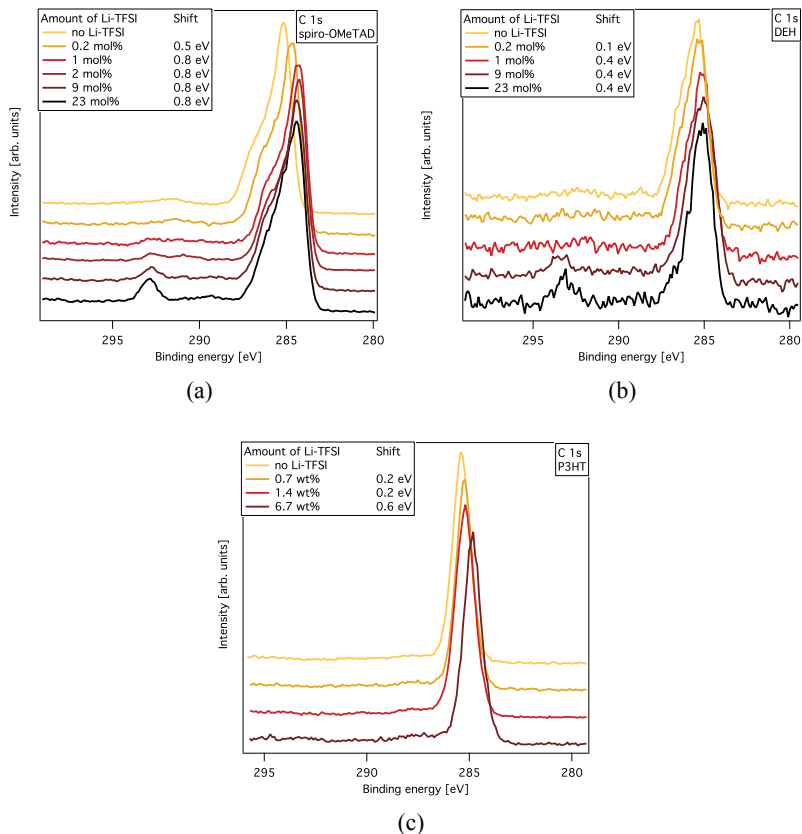 Amount of Li-TFSI Shift
no Li-TFSI
0.2 mol% 0.5 eV
1 mol% 0.8 eV
2 mol% 0.8 eV
9 mol% 0.8 eV
23 mol% 0.8 eV
C 1s
spiro-OMeTAD
Intensity [arb. units]
295 290 285 280
Binding energy [eV]
(a)
Amount of Li-TFSI Shift
no Li-TFSI
0.2 mol% 0.1 eV
1 mol% 0.4 eV
9 mol% 0.4 eV
23 mol% 0.4 eV
C 1s
DEH
Intensity [arb. units]
295 290 285 280
Binding energy [eV]
(b)
Amount of Li-TFSI Shift
no Li-TFSI
0.7 wt% 0.2 eV
1.4 wt% 0.2 eV
6.7 wt% 0.6 eV
C 1s
P3HT
Intensity [arb. units]
295 290 285 280
Binding energy [eV]
(c)